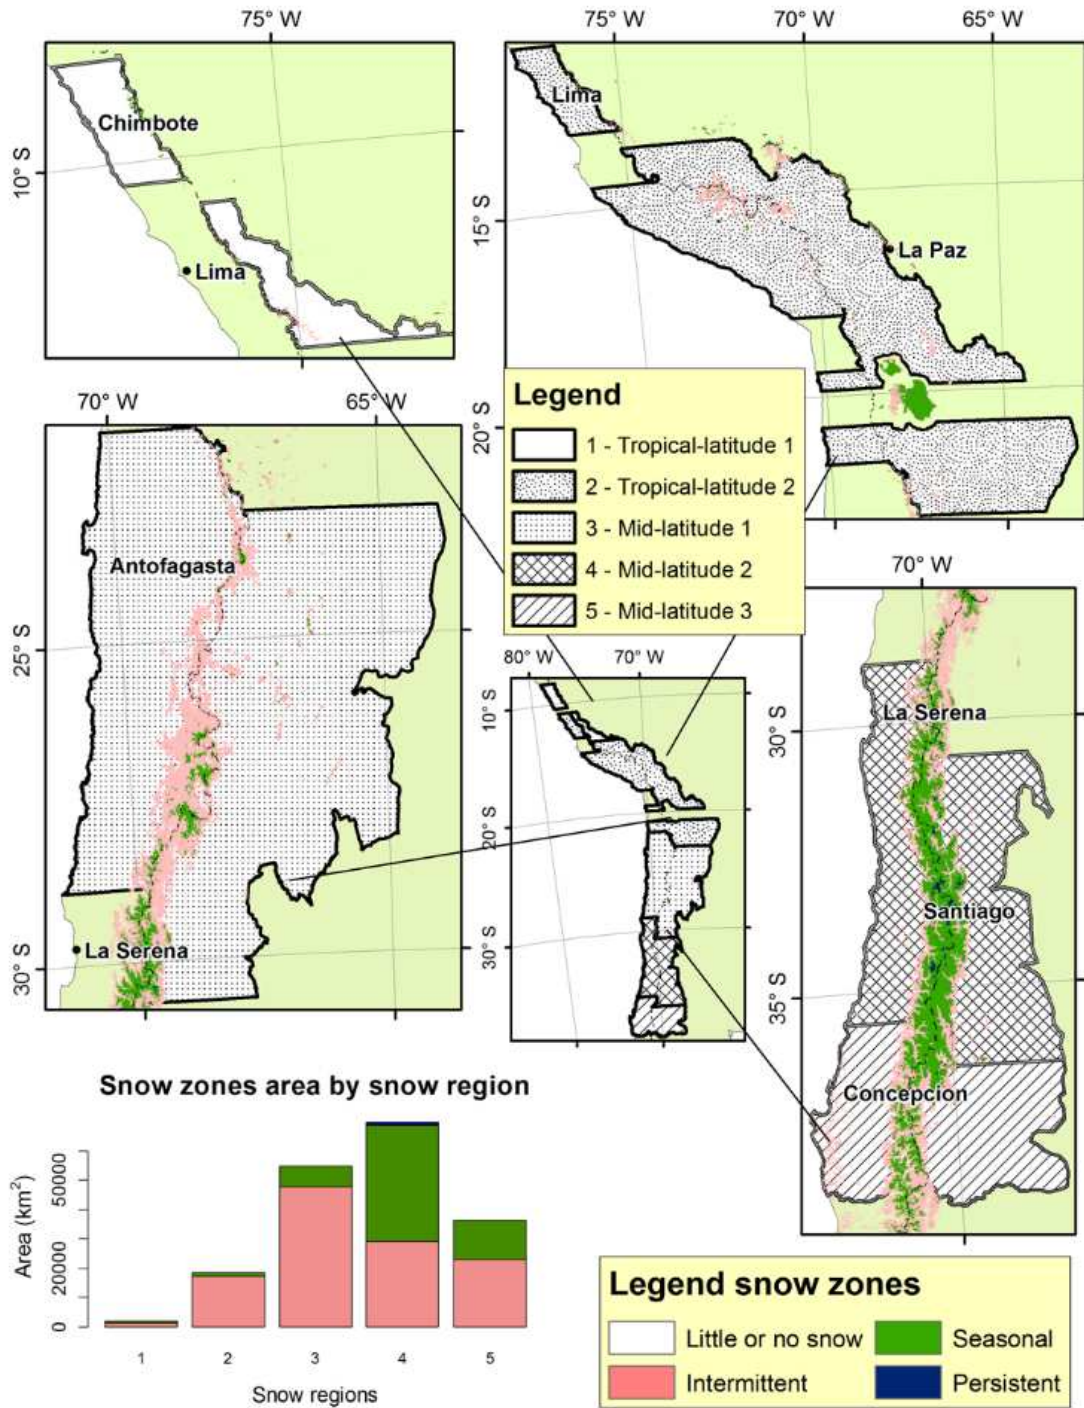 75° W
10° S
Chimbote
Lima
75° W 70° W 65° W
Lima
15° S
La Paz
20° S
Legend
1 - Tropical-latitude 1
2 - Tropical-latitude 2
3 - Mid-latitude 1
4 - Mid-latitude 2
5 - Mid-latitude 3
70° W 65° W
Antofagasta
25° S
La Serena
30° S
80° W 70° W
10° S
20° S
30° S
70° W
La Serena
30° S
Santiago
35° S
Concepcion
Snow zones area by snow region
Area (km²)
50000
20000
0
1 2 3 4 5
Snow regions
Legend snow zones
Little or no snow
Seasonal
Intermittent
Persistent